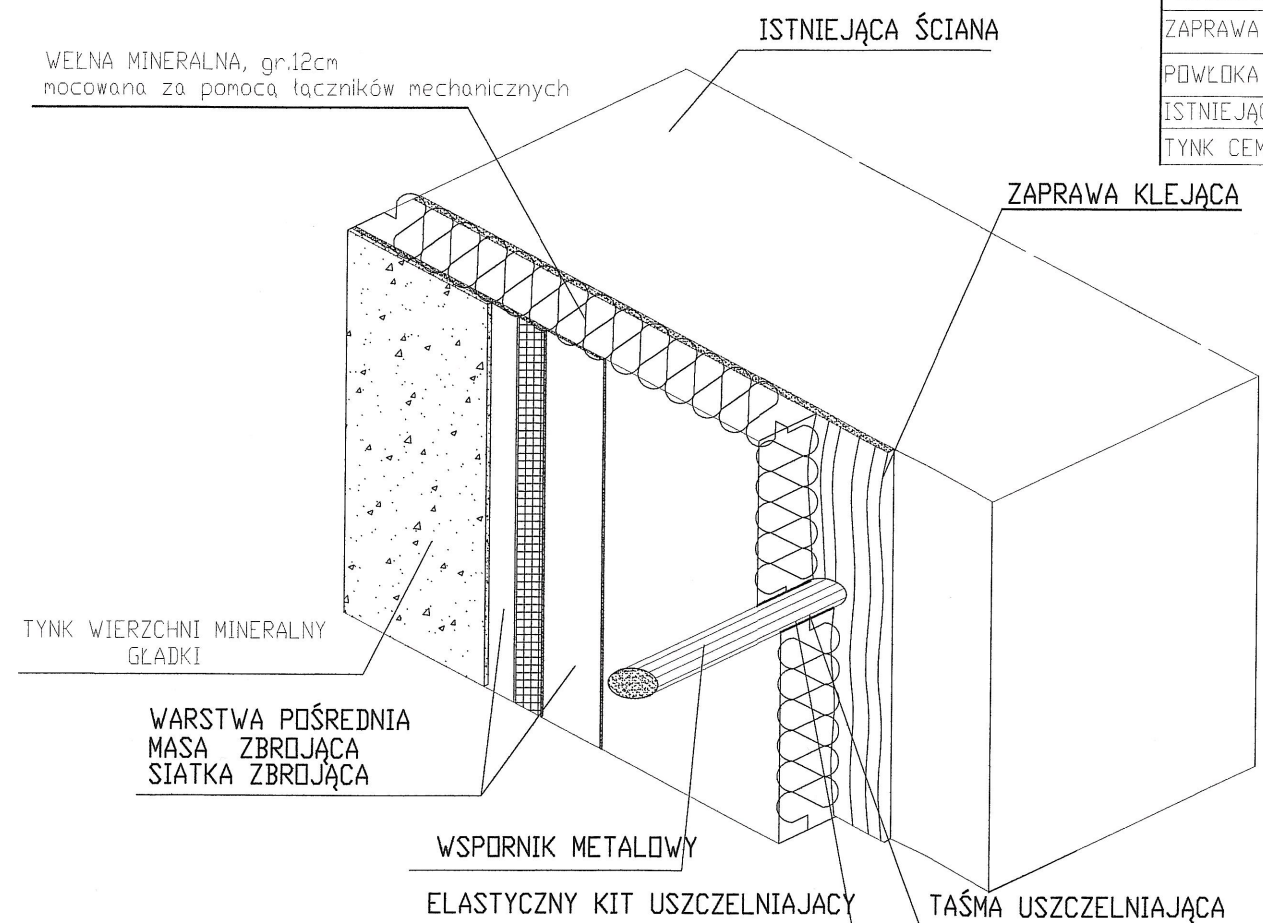 ISTNIEJĄCA ŚCIANA
WEŁNA MINERALNA, gr.12cm
mocowana za pomocą łączników mechanicznych
ZAPRAWA
POWŁOKA
TYNK
ZAPRAWA KLEJĄCA
TYNK WIERZCHNI MINERALNY
GŁADKI
WARSTWA POŚREDNIA
MASA ZBROJĄCA
SIATKA ZBROJĄCA
WSPORNIK METALOWY
ELASTYCZNY KIT USZCZELNIAJACY
TAŚMA USZCZELNIAJĄCA